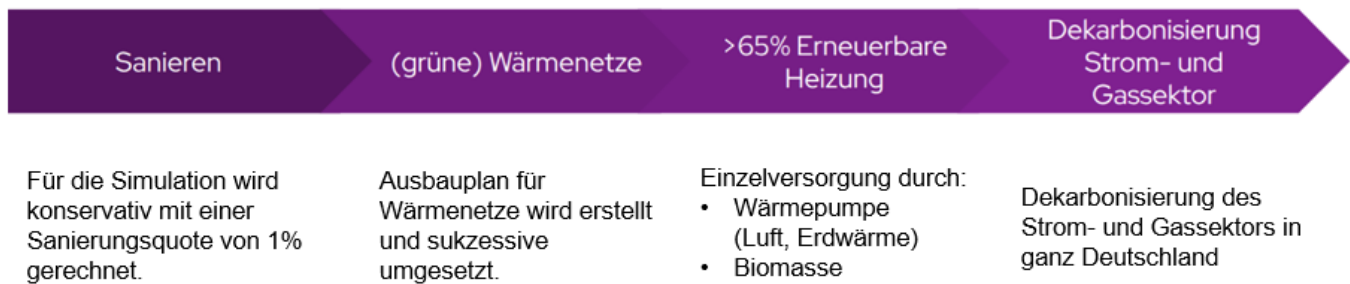 Sanieren
(grüne) Wärmenetze
>65% Erneuerbare
Heizung
Dekarbonisierung
Strom- und
Gassektor
Für die Simulation wird
konservativ mit einer
Sanierungsquote von 1%
gerechnet.
Ausbauplan für
Wärmenetze wird erstellt
und sukzessive
umgesetzt.
Einzelversorgung durch:
• Wärmepumpe
(Luft, Erdwärme)
• Biomasse
Dekarbonisierung des
Strom- und Gassektors in
ganz Deutschland